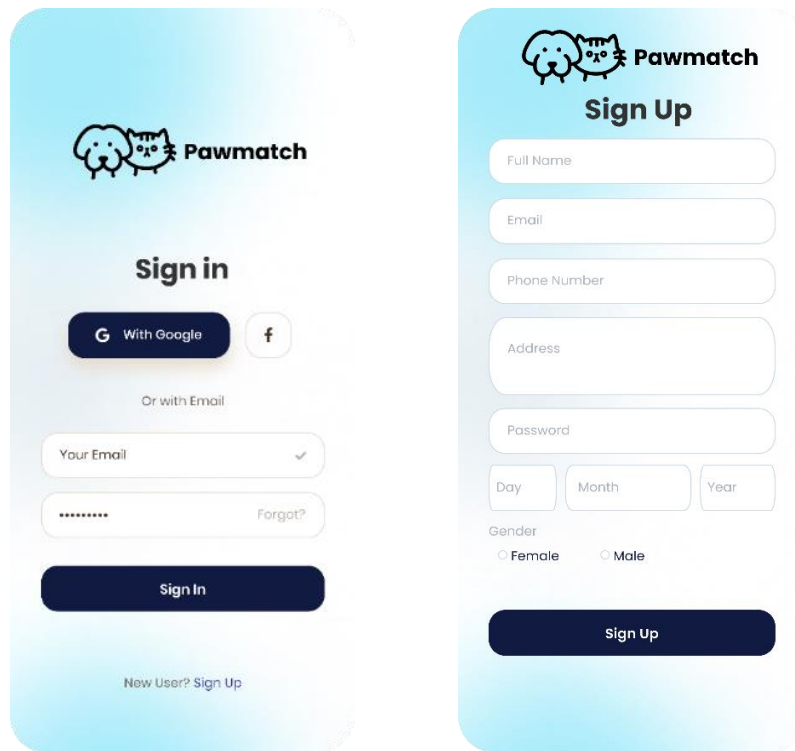 Pawmatch
Sign in
G With Google
f
Or with Email
Your Email
•••••••••
Forgot?
Sign In
New User? Sign Up
Pawmatch
Sign Up
Full Name
Email
Phone Number
Address
Password
Day Month Year
Gender
Female Male
Sign Up